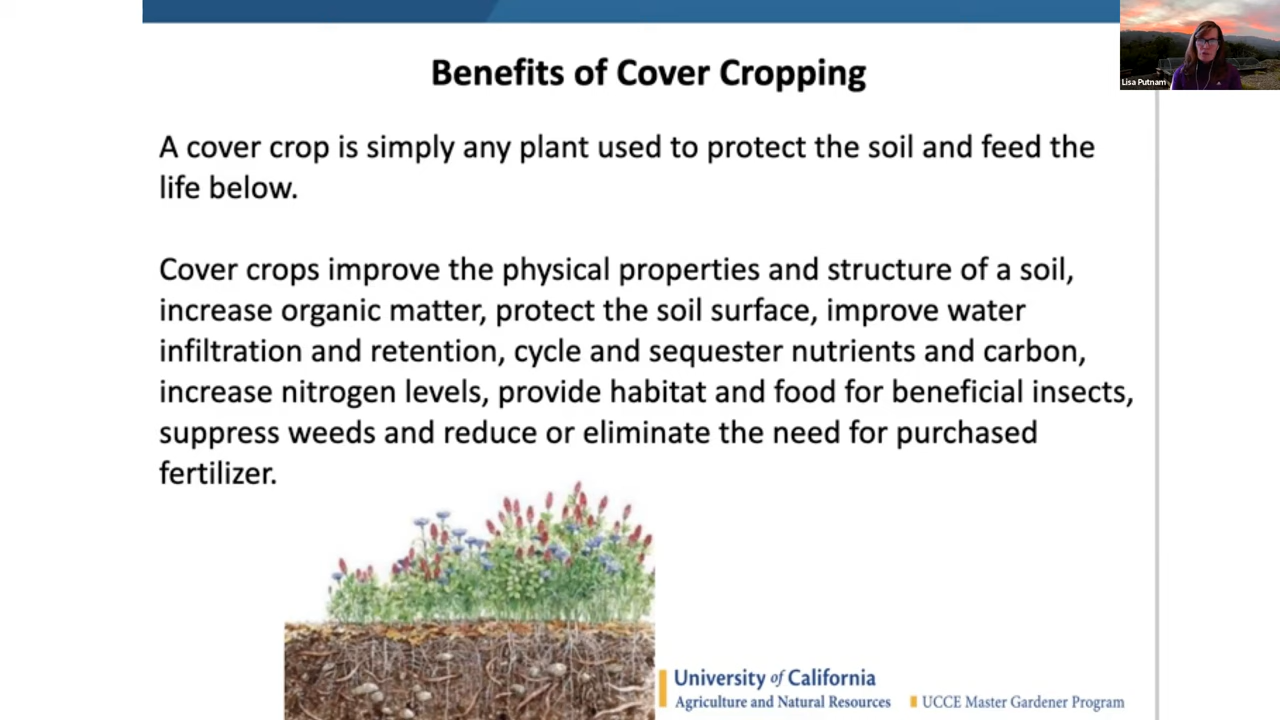 Benefits of Cover Cropping
Lisa Putnam
A cover crop is simply any plant used to protect the soil and feed the
life below.
Cover crops improve the physical properties and structure of a soil,
increase organic matter, protect the soil surface, improve water
infiltration and retention, cycle and sequester nutrients and carbon,
increase nitrogen levels, provide habitat and food for beneficial insects,
suppress weeds and reduce or eliminate the need for purchased
fertilizer.
University of California
Agriculture and Natural Resources
UCCE Master Gardener Program